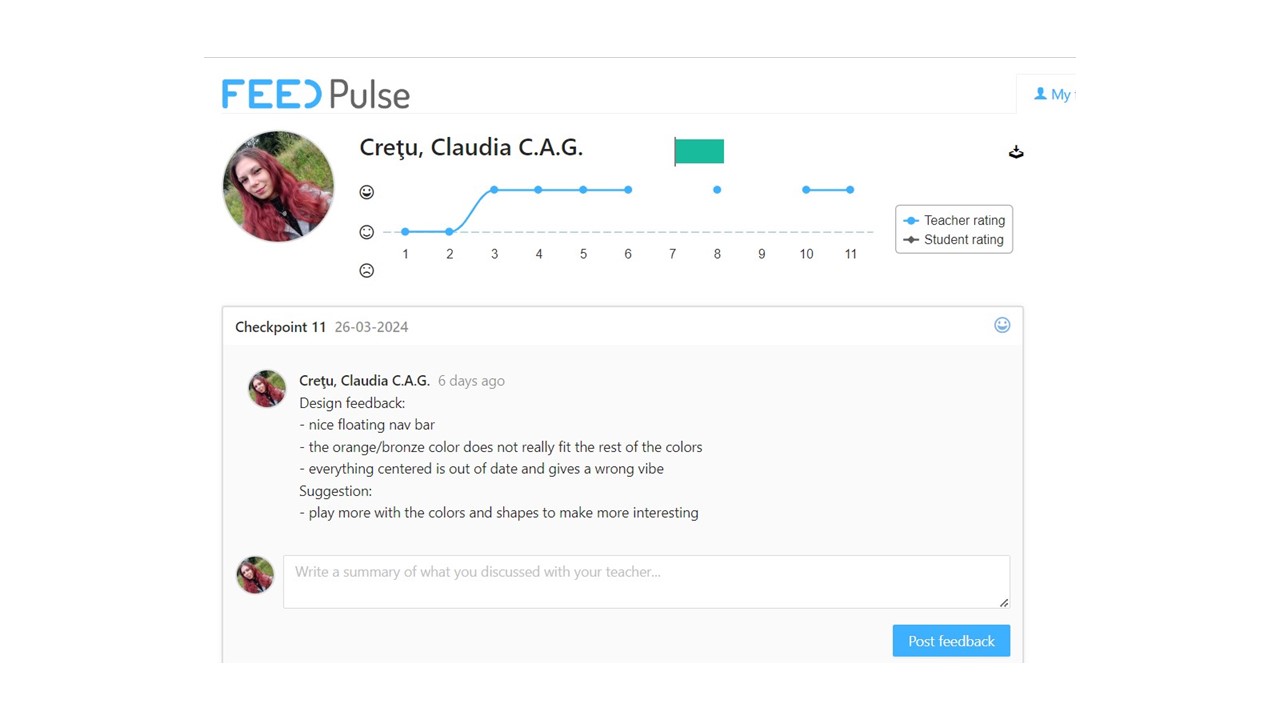 FEED Pulse
My
Creţu, Claudia C.A.G.
Teacher rating
Student rating
1 2 3 4 5 6 7 8 9 10 11
Checkpoint 11 26-03-2024
Creţu, Claudia C.A.G. 6 days ago
Design feedback:
- nice floating nav bar
- the orange/bronze color does not really fit the rest of the colors
- everything centered is out of date and gives a wrong vibe
Suggestion:
- play more with the colors and shapes to make more interesting
Write a summary of what you discussed with your teacher...
Post feedback